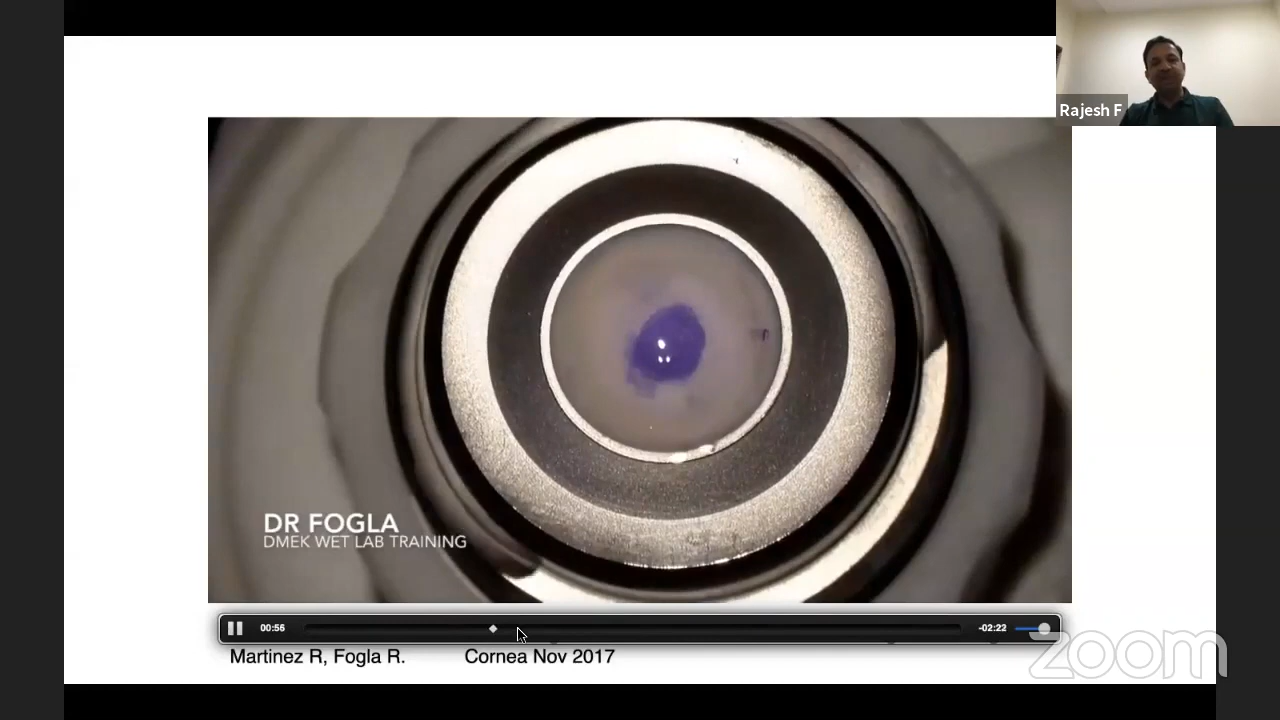 Rajesh F
DR FOGLA
DMEK WET LAB TRAINING
00:56
-02:22
Martinez R, Fogla R. Cornea Nov 2017
zoom